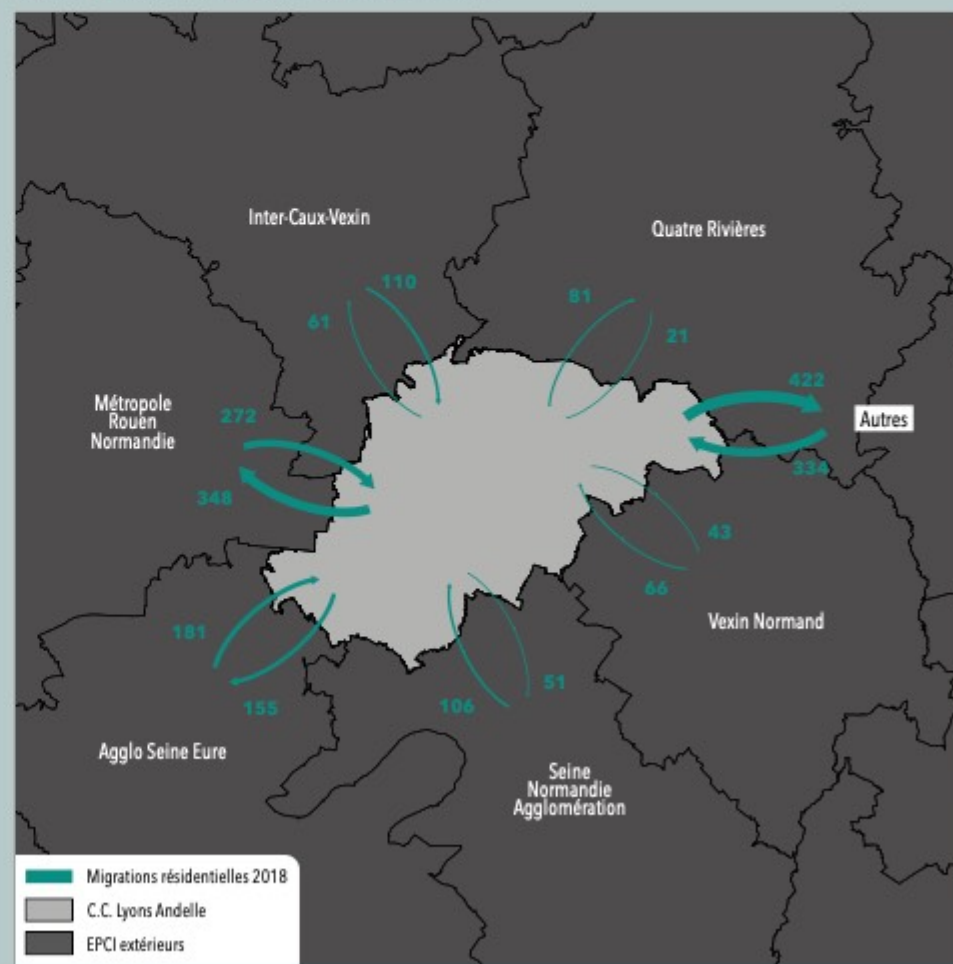 Inter-Caux-Vexin
Quatre Rivières
110
81
61
21
422
Métropole
Rouen
Normandie
272
Autres
334
348
43
66
181
Vexin Normand
155
106
51
Agglo Seine Eure
Seine
Normandie
Agglomération
Migrations résidentielles 2018
C.C. Lyons Andelle
EPCI extérieurs